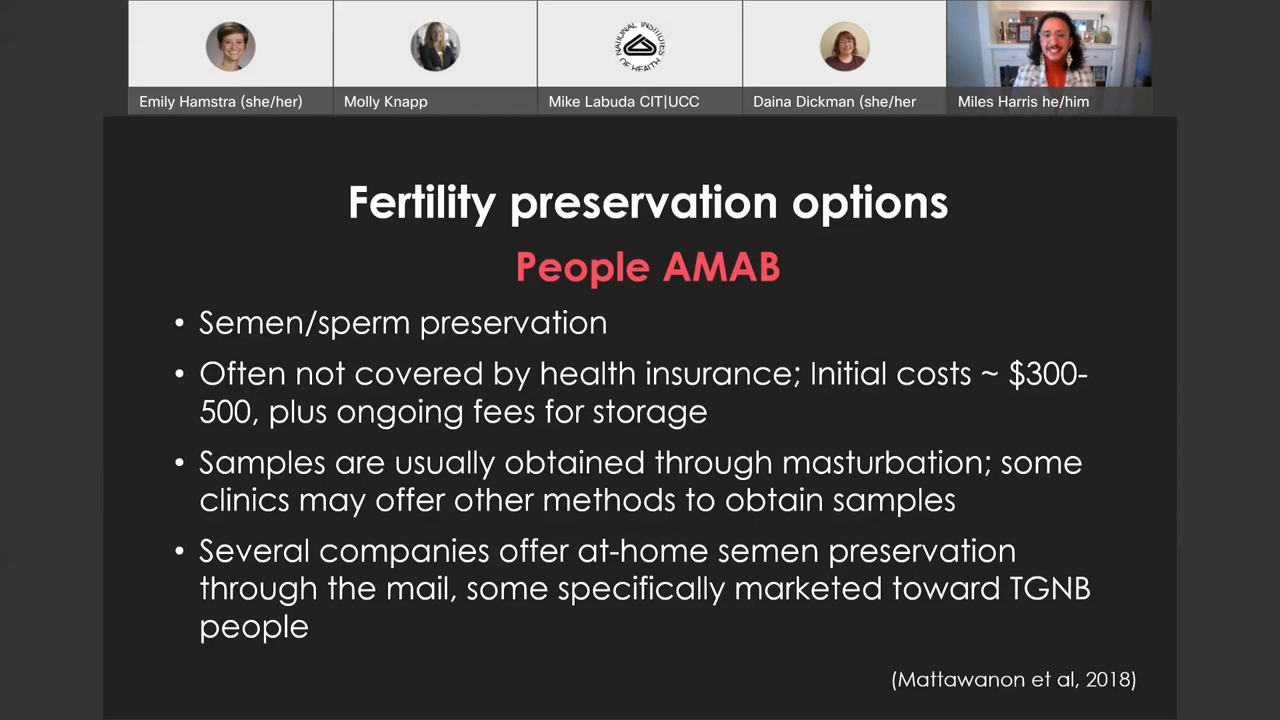 Emily Hamstra (she/her)
Molly Knapp
NATIONAL INSTITUTES OF HEALTH
Mike Labuda CIT|UCC
Daina Dickman (she/her
Miles Harris he/him
Fertility preservation options
People AMAB
• Semen/sperm preservation
• Often not covered by health insurance; Initial costs ~ $300-
500, plus ongoing fees for storage
• Samples are usually obtained through masturbation; some
clinics may offer other methods to obtain samples
• Several companies offer at-home semen preservation
through the mail, some specifically marketed toward TGNB
people
(Mattawanon et al, 2018)